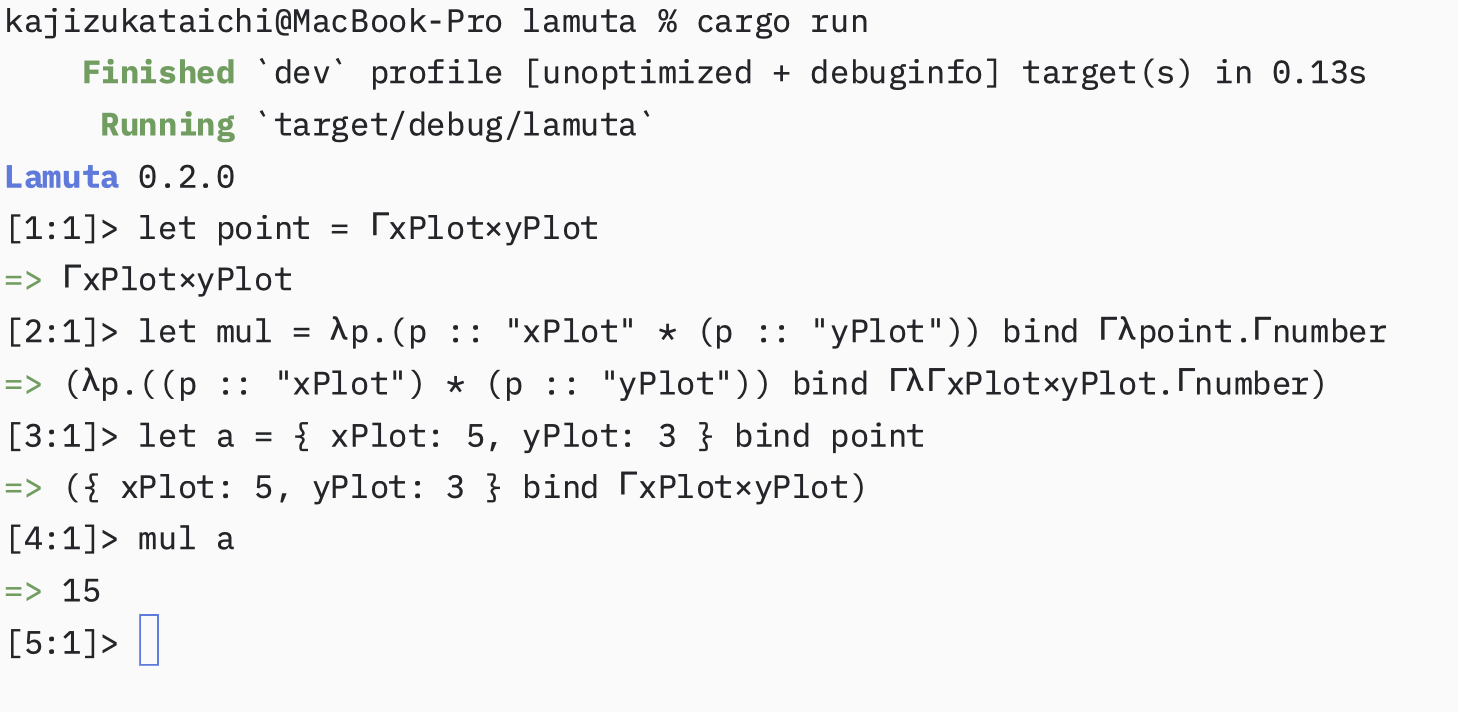 kajizukataichi@MacBook-Pro lamuta % cargo run
Finished `dev` profile [unoptimized + debuginfo] target(s) in 0.13s
Running `target/debug/lamuta`
Lamuta 0.2.0
[1:1]> let point = ΓxPlot×yPlot
=> ΓxPlot×yPlot
[2:1]> let mul = λp.(p :: "xPlot" * (p :: "yPlot")) bind Γλpoint.Γnumber
=> (λp.((p :: "xPlot") * (p :: "yPlot")) bind ΓλΓxPlot×yPlot.Γnumber)
[3:1]> let a = { xPlot: 5, yPlot: 3 } bind point
=> ({ xPlot: 5, yPlot: 3 } bind ΓxPlot×yPlot)
[4:1]> mul a
=> 15
[5:1]>